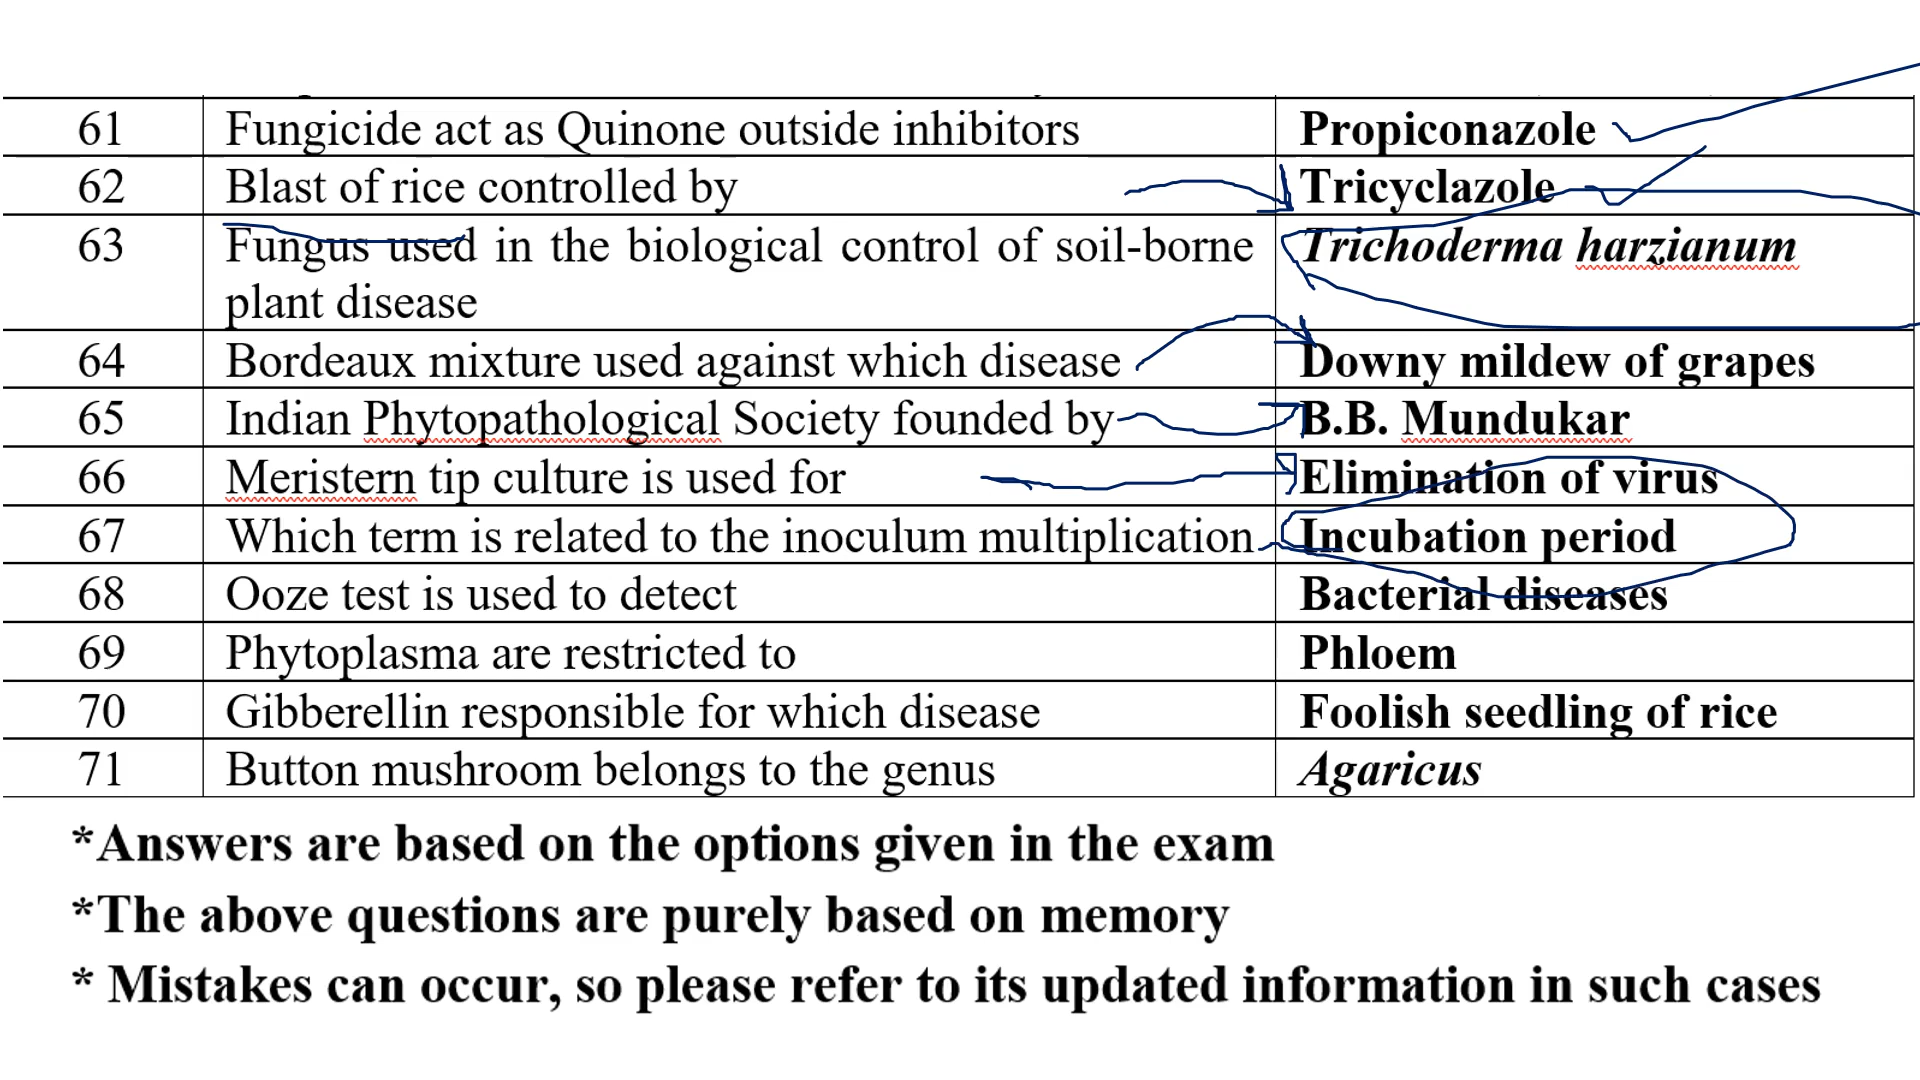 61 Fungicide act as Quinone outside inhibitors Propiconazole
62 Blast of rice controlled by Tricyclazole
63 Fungus used in the biological control of soil-borne Trichoderma harzianum
plant disease
64 Bordeaux mixture used against which disease Downy mildew of grapes
65 Indian Phytopathological Society founded by B.B. Mundukar
66 Meristern tip culture is used for Elimination of virus
67 Which term is related to the inoculum multiplication Incubation period
68 Ooze test is used to detect Bacterial diseases
69 Phytoplasma are restricted to Phloem
70 Gibberellin responsible for which disease Foolish seedling of rice
71 Button mushroom belongs to the genus Agaricus
*Answers are based on the options given in the exam
*The above questions are purely based on memory
* Mistakes can occur, so please refer to its updated information in such cases